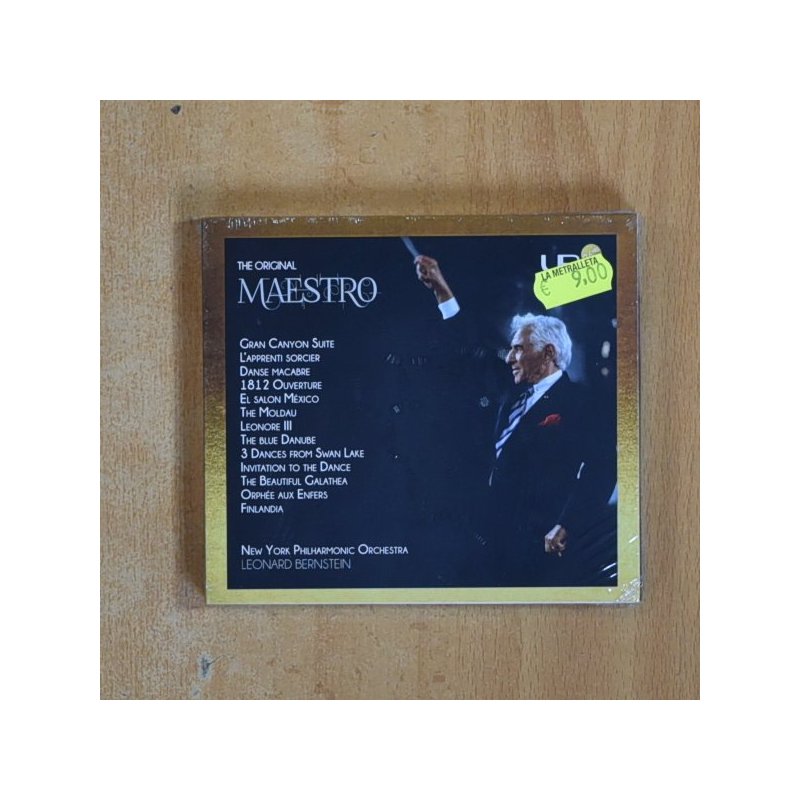 THE ORIGINAL
MAESTRO
LA METRALLETA
€ 9,00
GRAN CANYON SUITE
L'APPRENTI SORCIER
DANSE MACABRE
1812 OUVERTURE
EL SALON MÉXICO
THE MOLDAU
LEONORE III
THE BLUE DANUBE
3 DANCES FROM SWAN LAKE
INVITATION TO THE DANCE
THE BEAUTIFUL GALATHEA
ORPHÉE AUX ENFERS
FINLANDIA
NEW YORK PHILHARMONIC ORCHESTRA
LEONARD BERNSTEIN